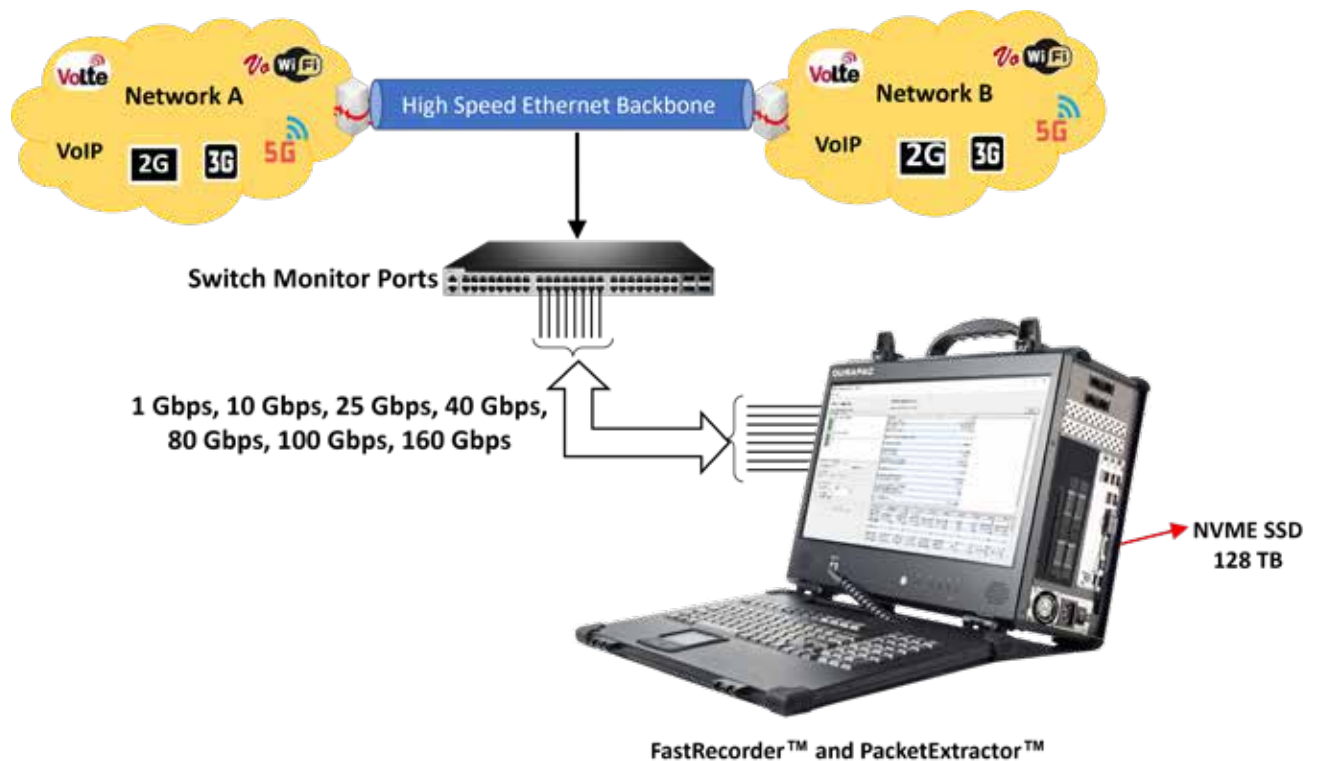 Volte
Vo WiFi
Network A
VoIP
2G
3G
5G
High Speed Ethernet Backbone
Volte
Vo WiFi
Network B
VoIP
2G
3G
5G
Switch Monitor Ports
1 Gbps, 10 Gbps, 25 Gbps, 40 Gbps,
80 Gbps, 100 Gbps, 160 Gbps
DURAPAC
NVME SSD
128 TB
FastRecorder™ and PacketExtractor™